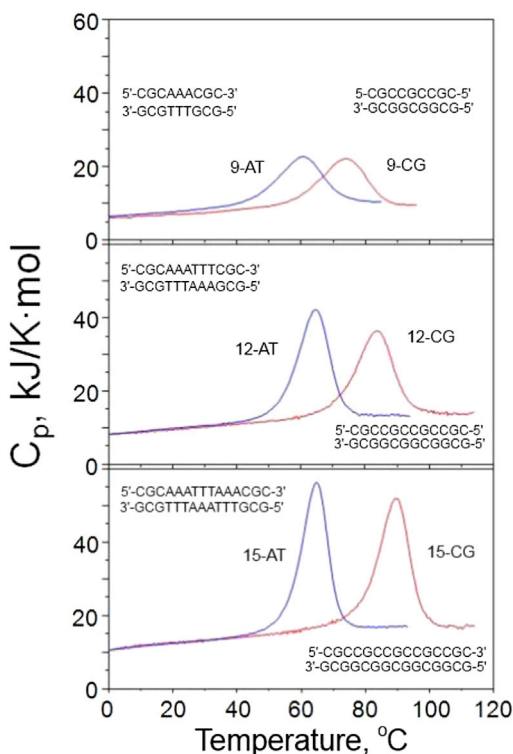 60
5'-CGCAAACGC-3'
3'-GCGTTTGCG-5'
5-CGCCGCCGC-5'
3'-GCGGCGGCG-5'
40
9-AT
9-CG
20
0
60
5'-CGCAAATTTCGC-3'
3'-GCGTTTAAAGCG-5'
40
12-AT
12-CG
20
5'-CGCCGCCGCCGC-5'
3'-GCGGCGGCGGCG-5'
0
60
5'-CGCAAATTTAAACGC-3'
3'-GCGTTTAAATTTGCG-5'
40
15-AT
15-CG
20
5'-CGCCGCCGCCGCCGC-3'
3'-GCGGCGGCGGCGGCG-5'
0
0 20 40 60 80 100 120
Temperature, °C
Cp, kJ/K·mol